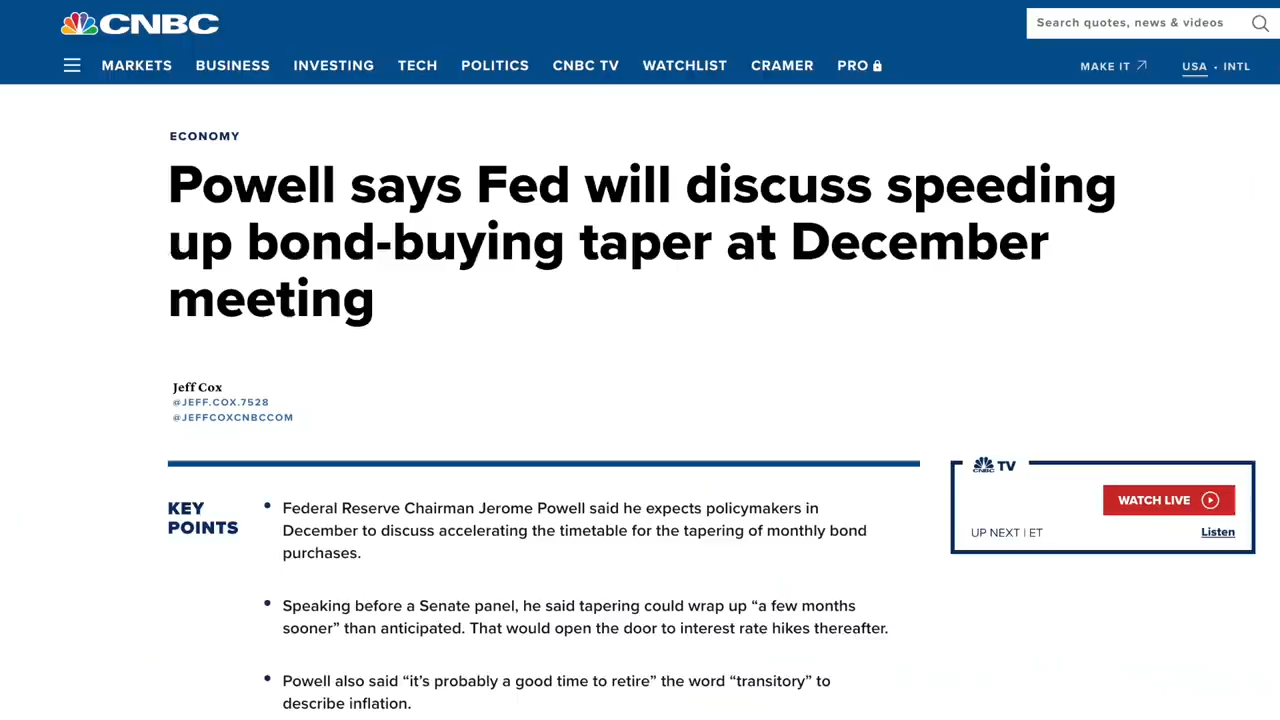 CNBC
Search quotes, news & videos
MARKETS BUSINESS INVESTING TECH POLITICS CNBC TV WATCHLIST CRAMER PRO
MAKE IT USA • INTL
ECONOMY
Powell says Fed will discuss speeding
up bond-buying taper at December
meeting
Jeff Cox
@JEFF.COX.7528
@JEFFCOXCNBCCOM
KEY
POINTS
• Federal Reserve Chairman Jerome Powell said he expects policymakers in
December to discuss accelerating the timetable for the tapering of monthly bond
purchases.
• Speaking before a Senate panel, he said tapering could wrap up “a few months
sooner” than anticipated. That would open the door to interest rate hikes thereafter.
• Powell also said “it’s probably a good time to retire” the word “transitory” to
describe inflation.
CNBC TV
WATCH LIVE
UP NEXT | ET
Listen